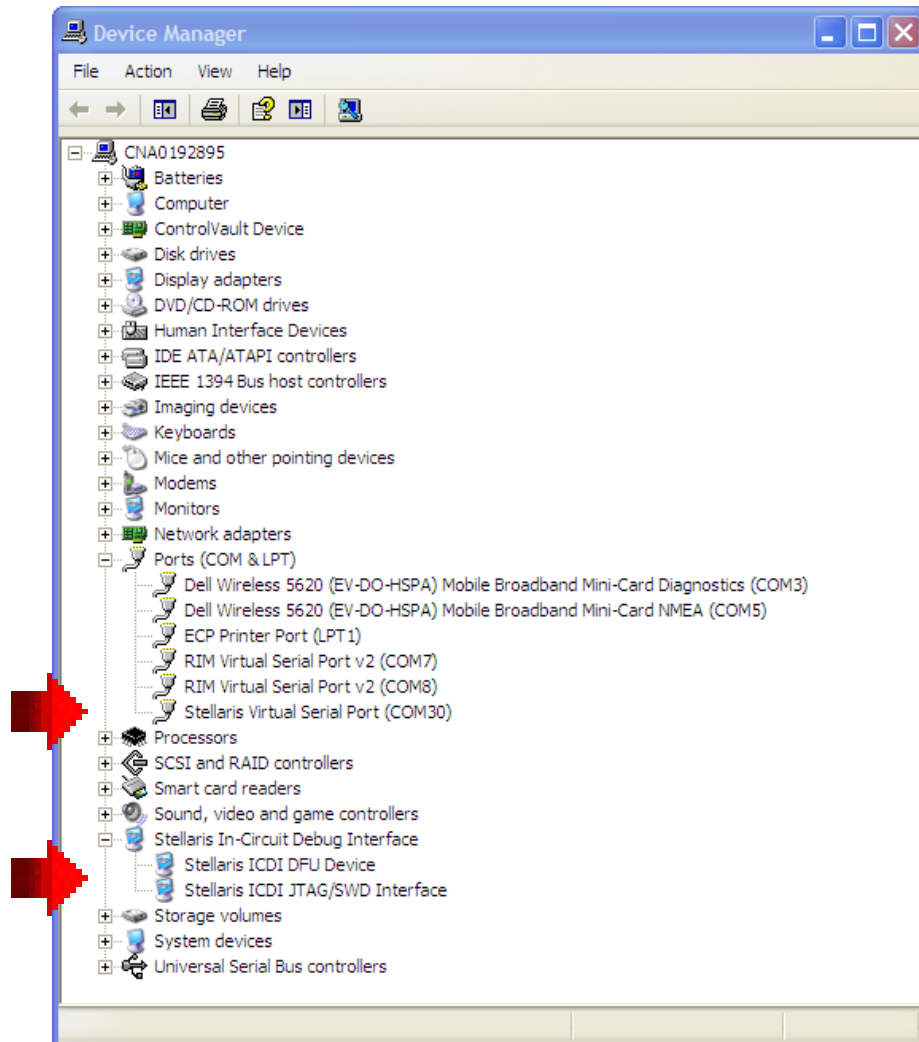 Device Manager
File Action View Help
CNA0192895
Batteries
Computer
ControlVault Device
Disk drives
Display adapters
DVD/CD-ROM drives
Human Interface Devices
IDE ATA/ATAPI controllers
IEEE 1394 Bus host controllers
Imaging devices
Keyboards
Mice and other pointing devices
Modems
Monitors
Network adapters
Ports (COM & LPT)
Dell Wireless 5620 (EV-DO-HSPA) Mobile Broadband Mini-Card Diagnostics (COM3)
Dell Wireless 5620 (EV-DO-HSPA) Mobile Broadband Mini-Card NMEA (COM5)
ECP Printer Port (LPT1)
RIM Virtual Serial Port v2 (COM7)
RIM Virtual Serial Port v2 (COM8)
Stellaris Virtual Serial Port (COM30)
Processors
SCSI and RAID controllers
Smart card readers
Sound, video and game controllers
Stellaris In-Circuit Debug Interface
Stellaris ICDI DFU Device
Stellaris ICDI JTAG/SWD Interface
Storage volumes
System devices
Universal Serial Bus controllers